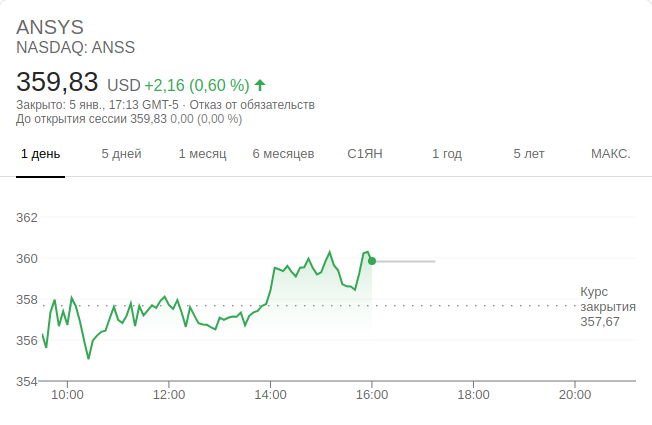 ANSYS
NASDAQ: ANSS
359,83 USD +2,16 (0,60 %)
Закрыто: 5 янв., 17:13 GMT-5 · Отказ от обязательств
До открытия сессии 359,83 0,00 (0,00 %)
1 день 5 дней 1 месяц 6 месяцев С1ЯН 1 год 5 лет МАКС.
362
360
358
356
354
Курс
закрытия
357,67
10:00 12:00 14:00 16:00 18:00 20:00